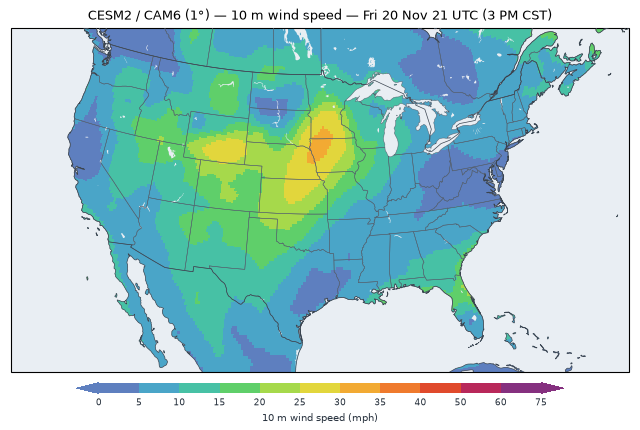 CESM2 / CAM6 (1°) — 10 m wind speed — Fri 20 Nov 21 UTC (3 PM CST)
0 5 10 15 20 25 30 35 40 50 60 75
10 m wind speed (mph)